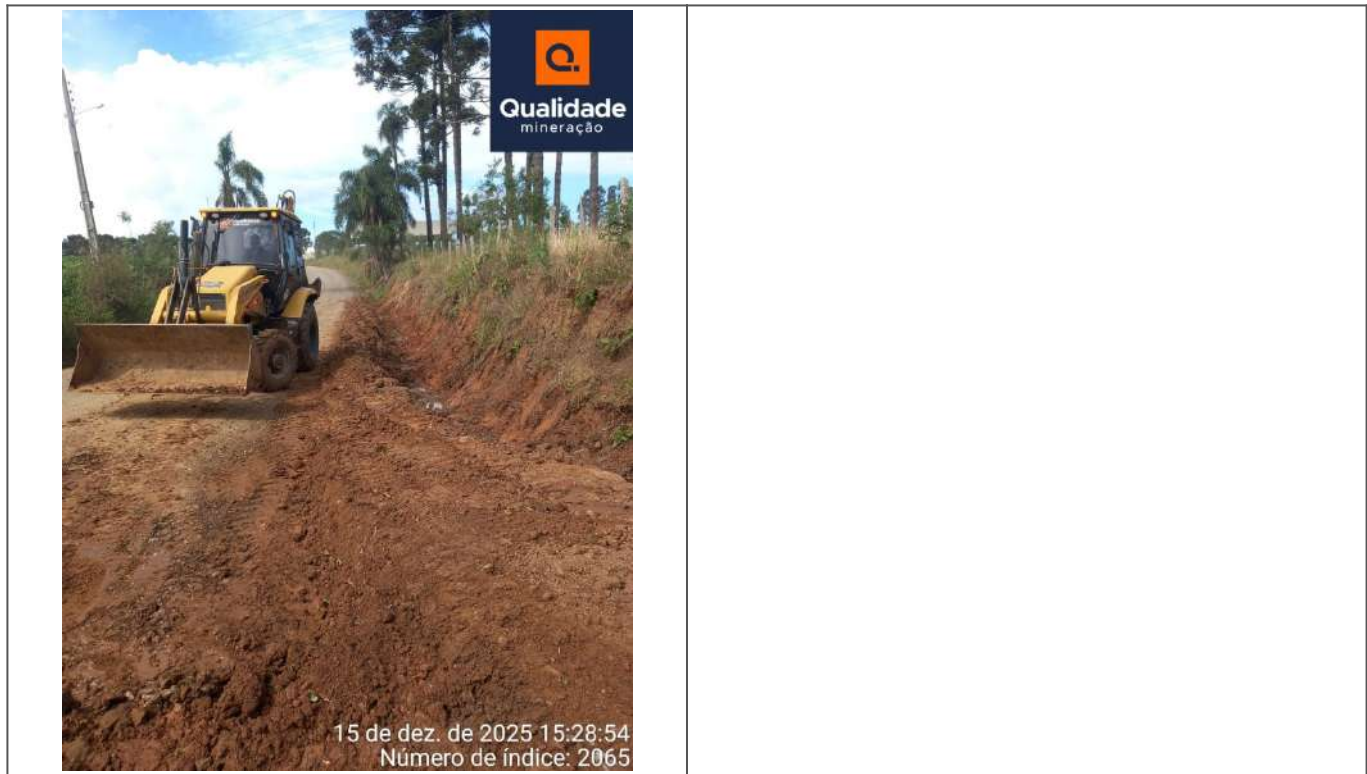 Q.
Qualidade
mineração
15 de dez. de 2025 15:28:54
Número de índice: 2065